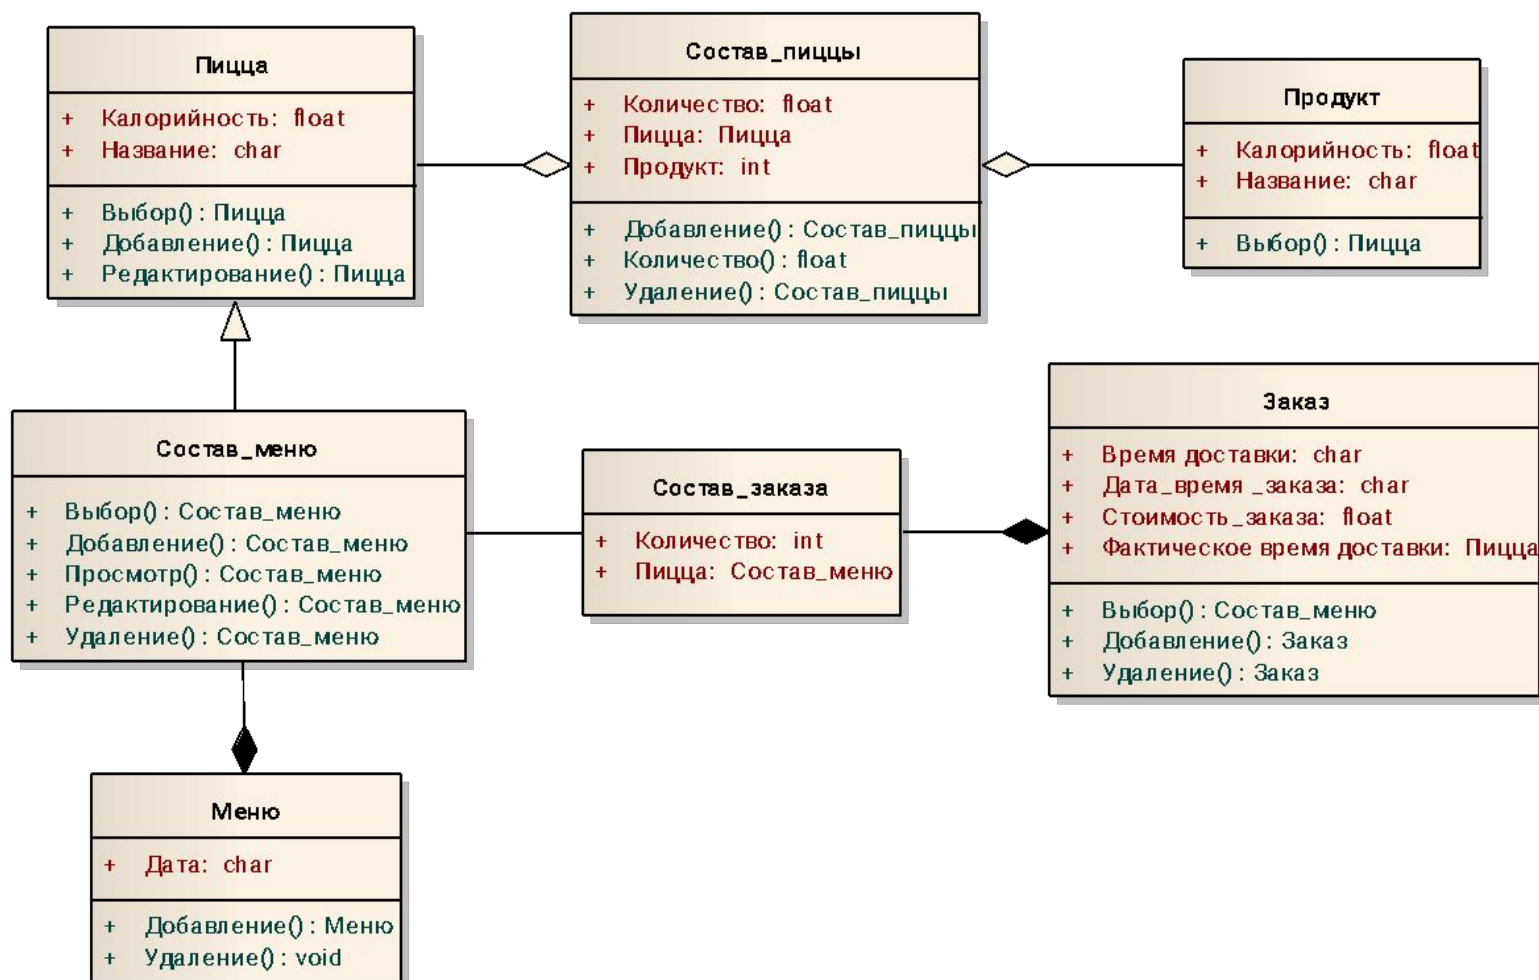 Пицца
+ Калорийность: float
+ Название: char
+ Выбор() : Пицца
+ Добавление() : Пицца
+ Редактирование() : Пицца
Состав_пиццы
+ Количество: float
+ Пицца: Пицца
+ Продукт: int
+ Добавление() : Состав_пиццы
+ Количество() : float
+ Удаление() : Состав_пиццы
Продукт
+ Калорийность: float
+ Название: char
+ Выбор() : Пицца
Состав_меню
+ Выбор() : Состав_меню
+ Добавление() : Состав_меню
+ Просмотр() : Состав_меню
+ Редактирование() : Состав_меню
+ Удаление() : Состав_меню
Состав_заказа
+ Количество: int
+ Пицца: Состав_меню
Заказ
+ Время доставки: char
+ Дата_время _заказа: char
+ Стоимость_заказа: float
+ Фактическое время доставки: Пицца
+ Выбор() : Состав_меню
+ Добавление() : Заказ
+ Удаление() : Заказ
Меню
+ Дата: char
+ Добавление() : Меню
+ Удаление() : void